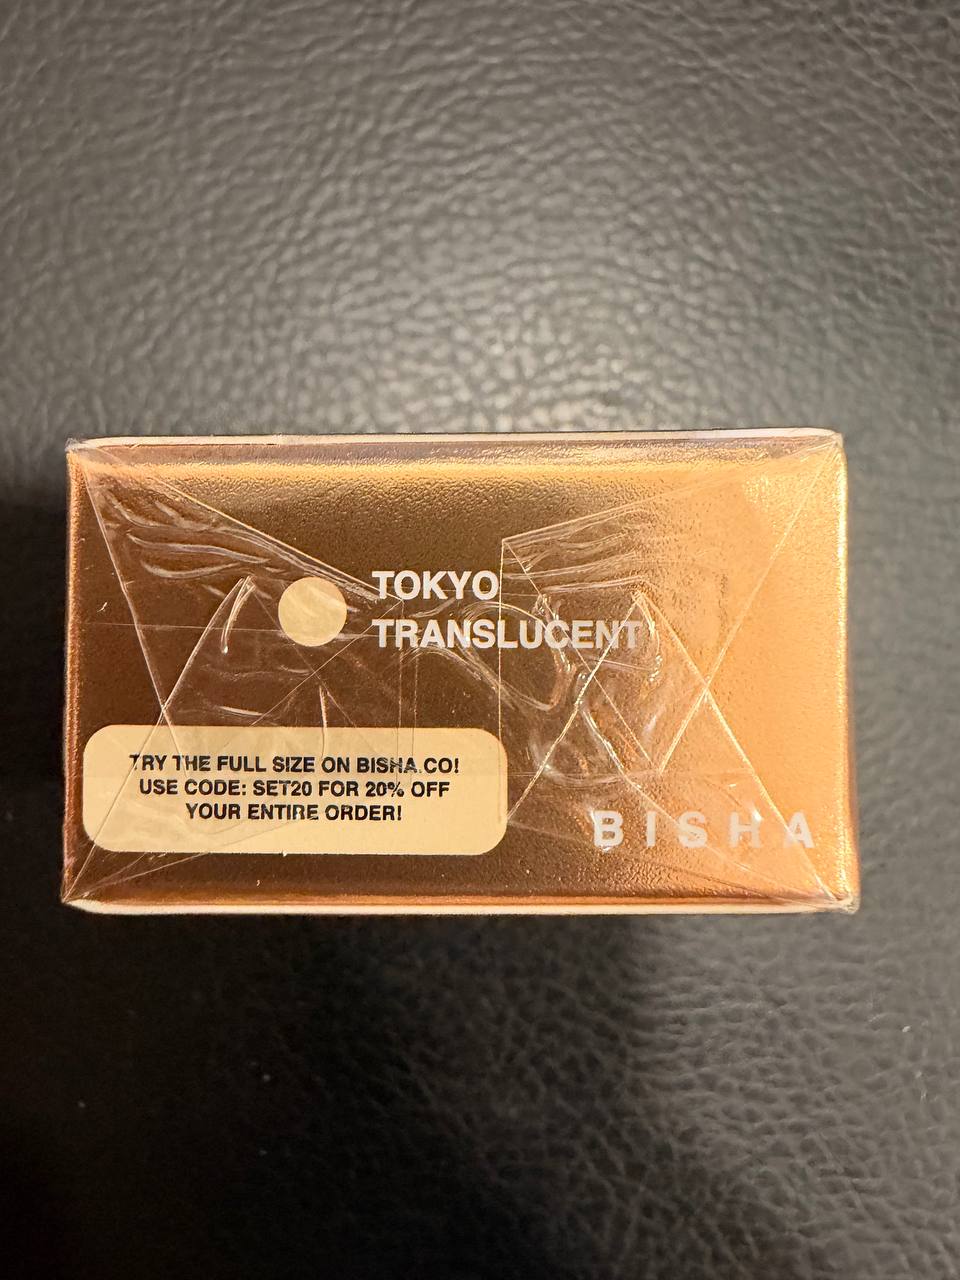 TOKYO
TRANSLUCENT
TRY THE FULL SIZE ON BISHA.CO!
USE CODE: SET20 FOR 20% OFF
YOUR ENTIRE ORDER!
BISHA